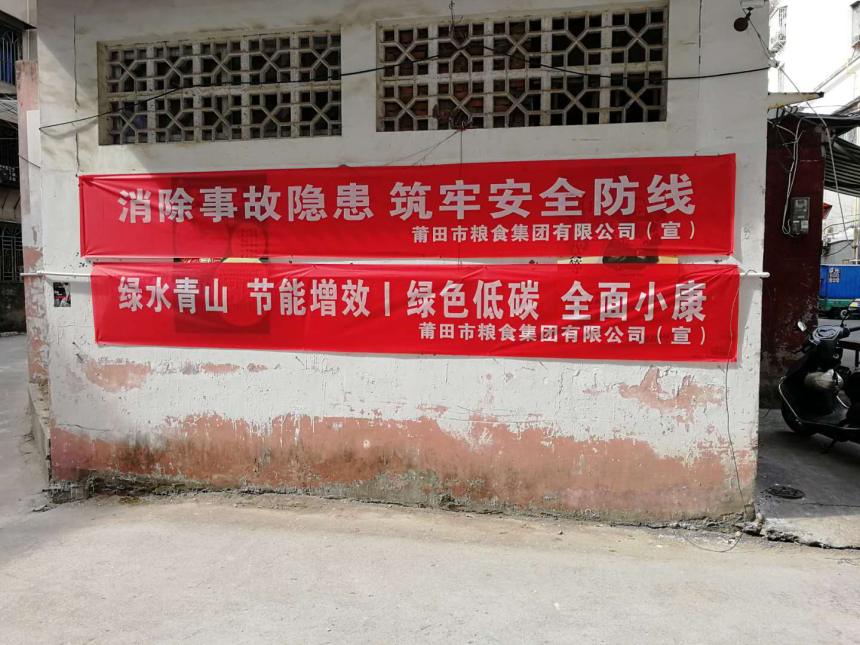 消除事故隐患 筑牢安全防线
莆田市粮食集团有限公司（宣）
绿水青山 节能增效丨绿色低碳 全面小康
莆田市粮食集团有限公司（宣）